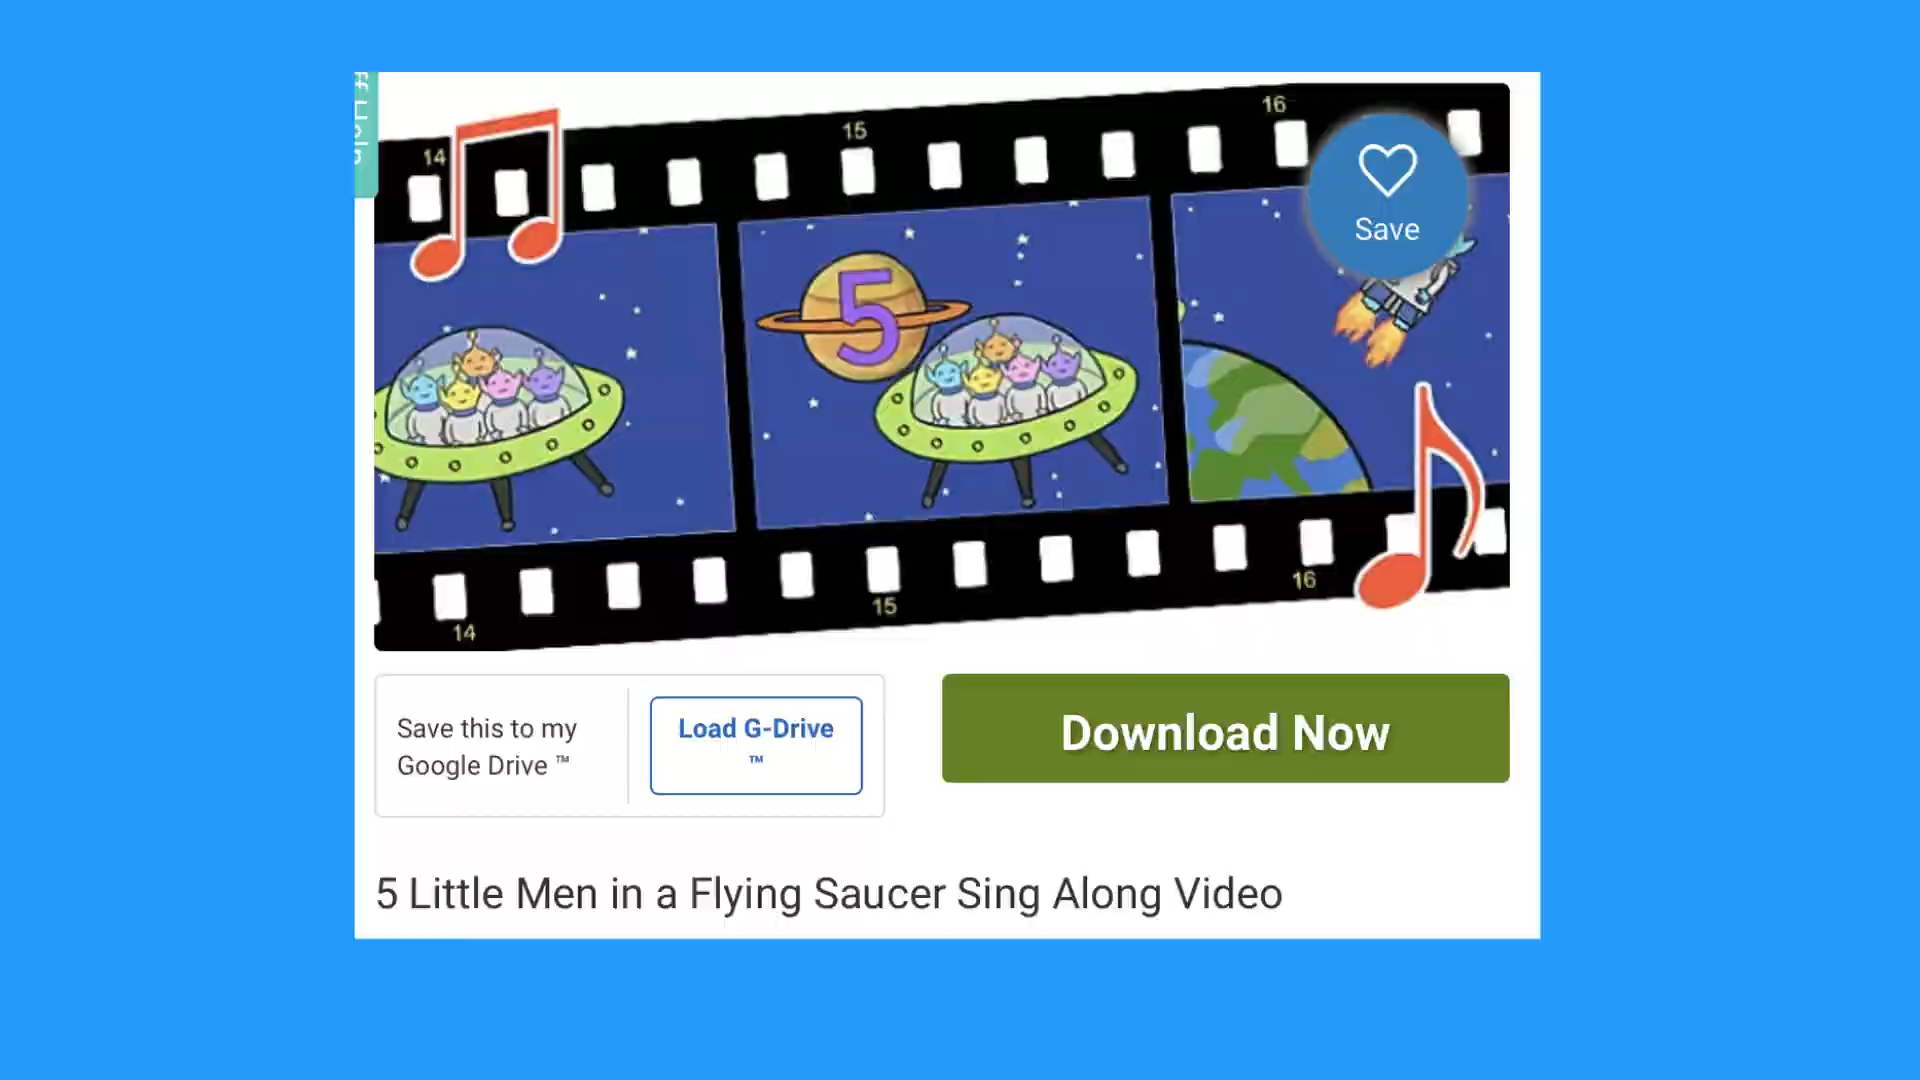 14
15
16
Save
5
14
15
16
Save this to my
Google Drive ™
Load G-Drive
™
Download Now
5 Little Men in a Flying Saucer Sing Along Video